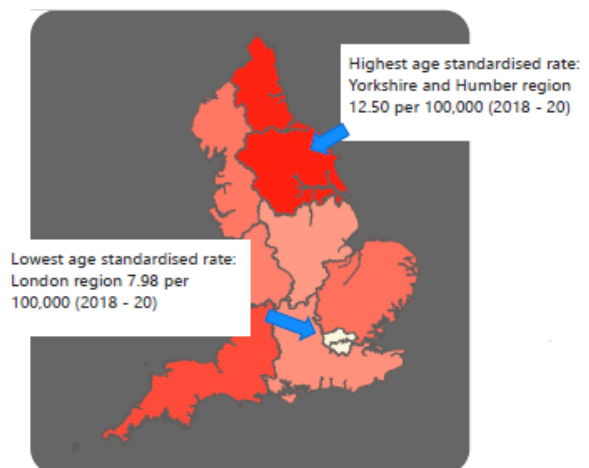 Highest age standardised rate:
Yorkshire and Humber region
12.50 per 100,000 (2018 - 20)
Lowest age standardised rate:
London region 7.98 per
100,000 (2018 - 20)